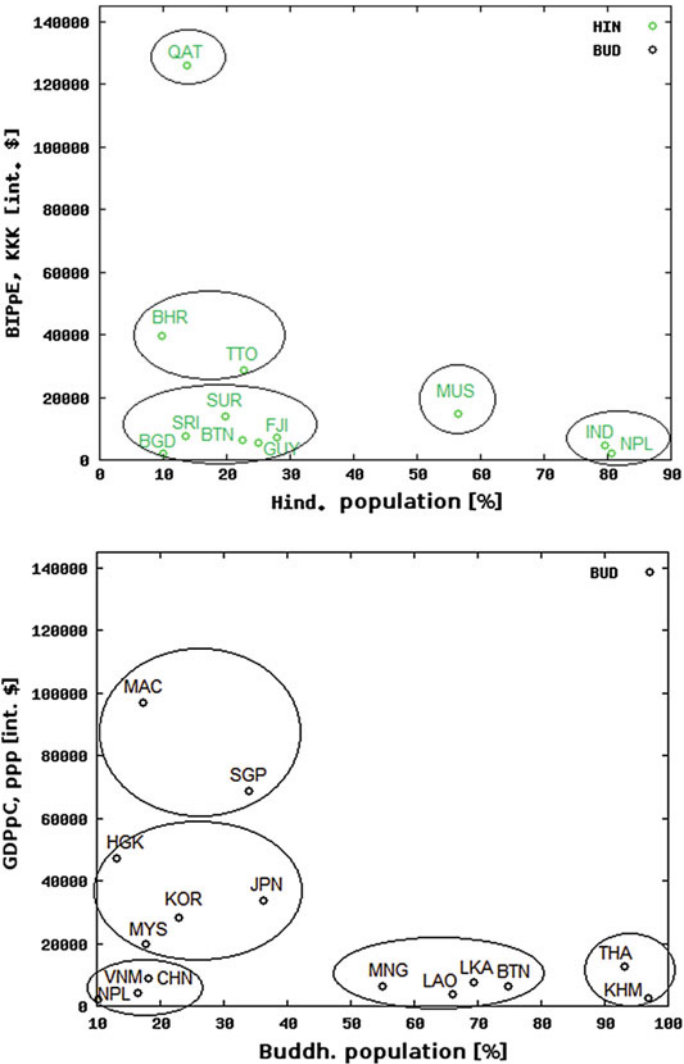 140000
HIN
BUD
QAT
120000
100000
80000
60000
BHR
40000
TTO
MUS
20000
SUR
SRI
FJI
BTN
IND
NPL
BGD
GUY
0
0 10 20 30 40 50 60 70 80 90
Hind. population [%]
BIPpE, KKK [int. $]
140000
BUD
120000
MAC
100000
SGP
80000
60000
HGK
JPN
40000
KOR
MYS
20000
THA
VNM
CHN
MNG
LKA
BTN
LAO
NPL
KHM
0
10 20 30 40 50 60 70 80 90 100
Buddh. population [%]
GDPpC, ppp [int. $]